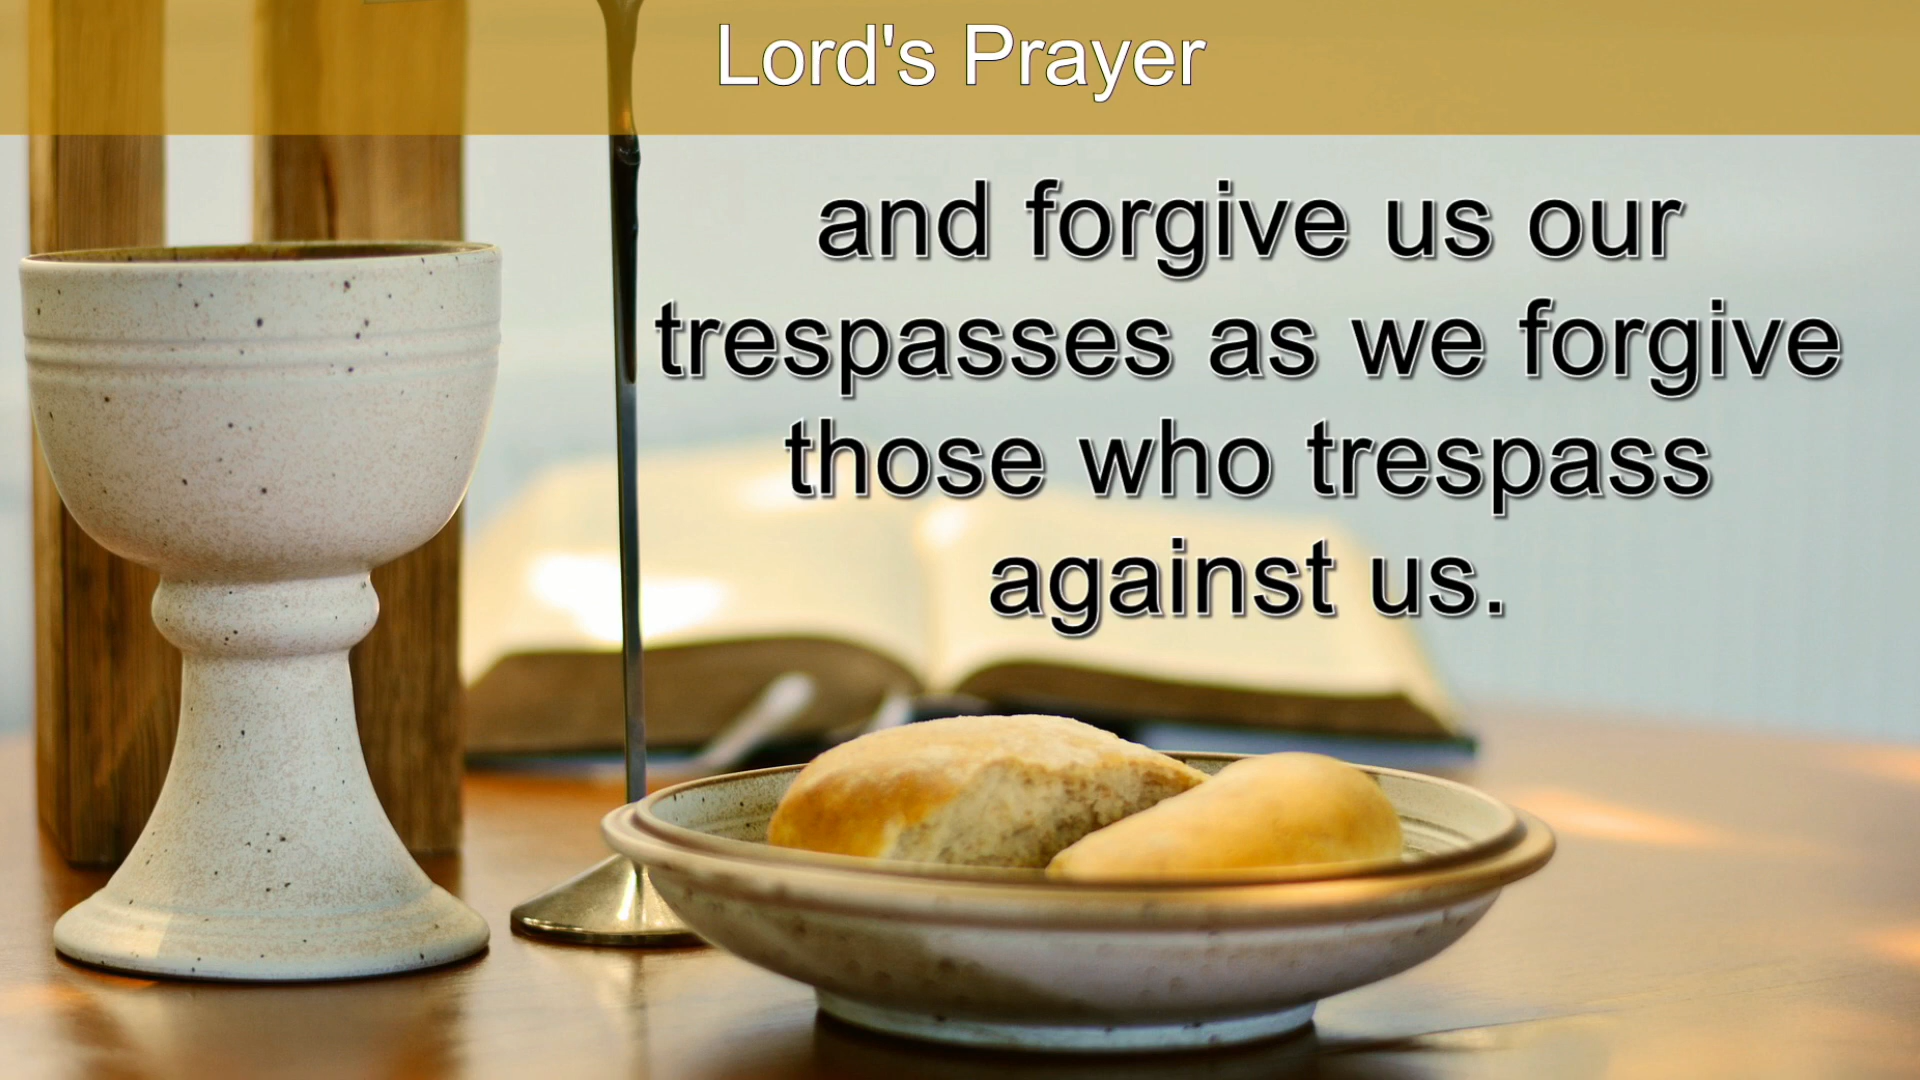 Lord's Prayer
and forgive us our
trespasses as we forgive
those who trespass
against us.